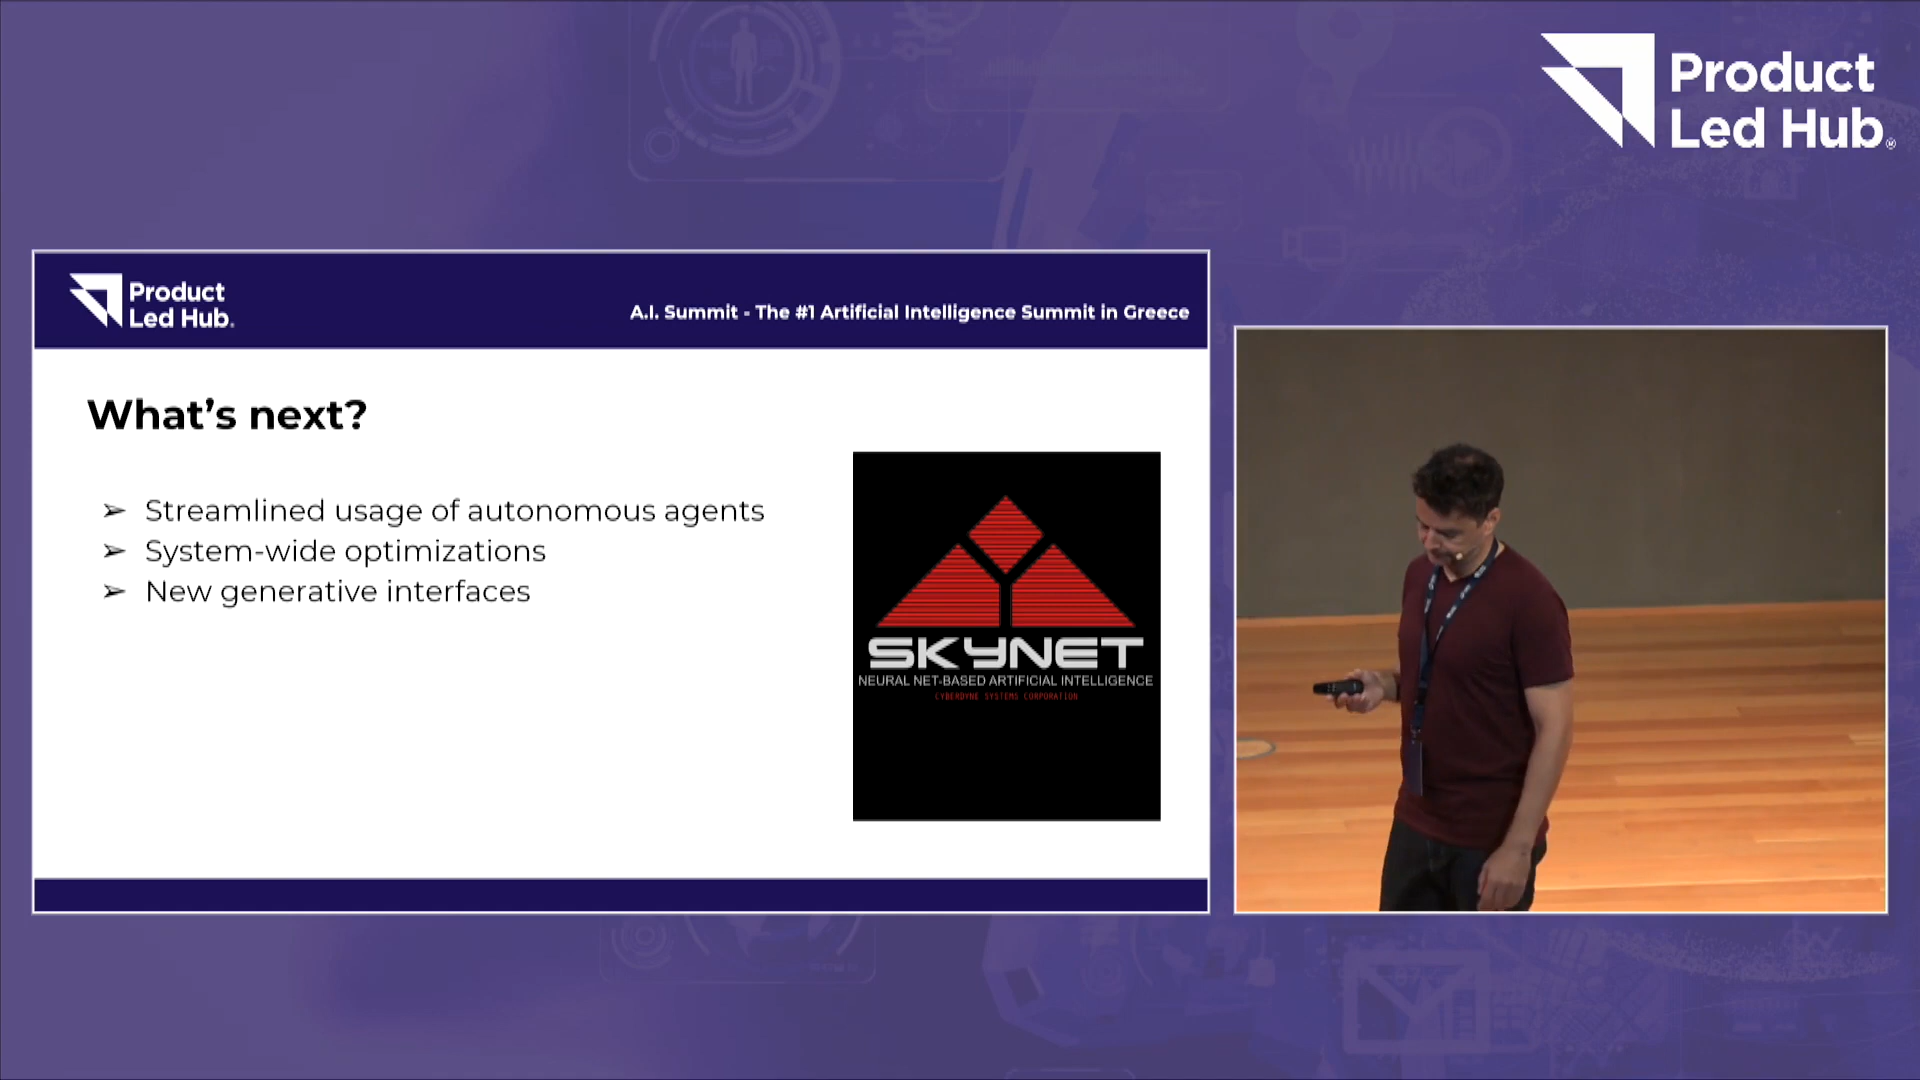 Product
Led Hub®
Product
Led Hub.
A.I. Summit - The #1 Artificial Intelligence Summit in Greece
What's next?
➢ Streamlined usage of autonomous agents
➢ System-wide optimizations
➢ New generative interfaces
SKYNET
NEURAL NET-BASED ARTIFICIAL INTELLIGENCE
CYBERDYNE SYSTEMS CORPORATION